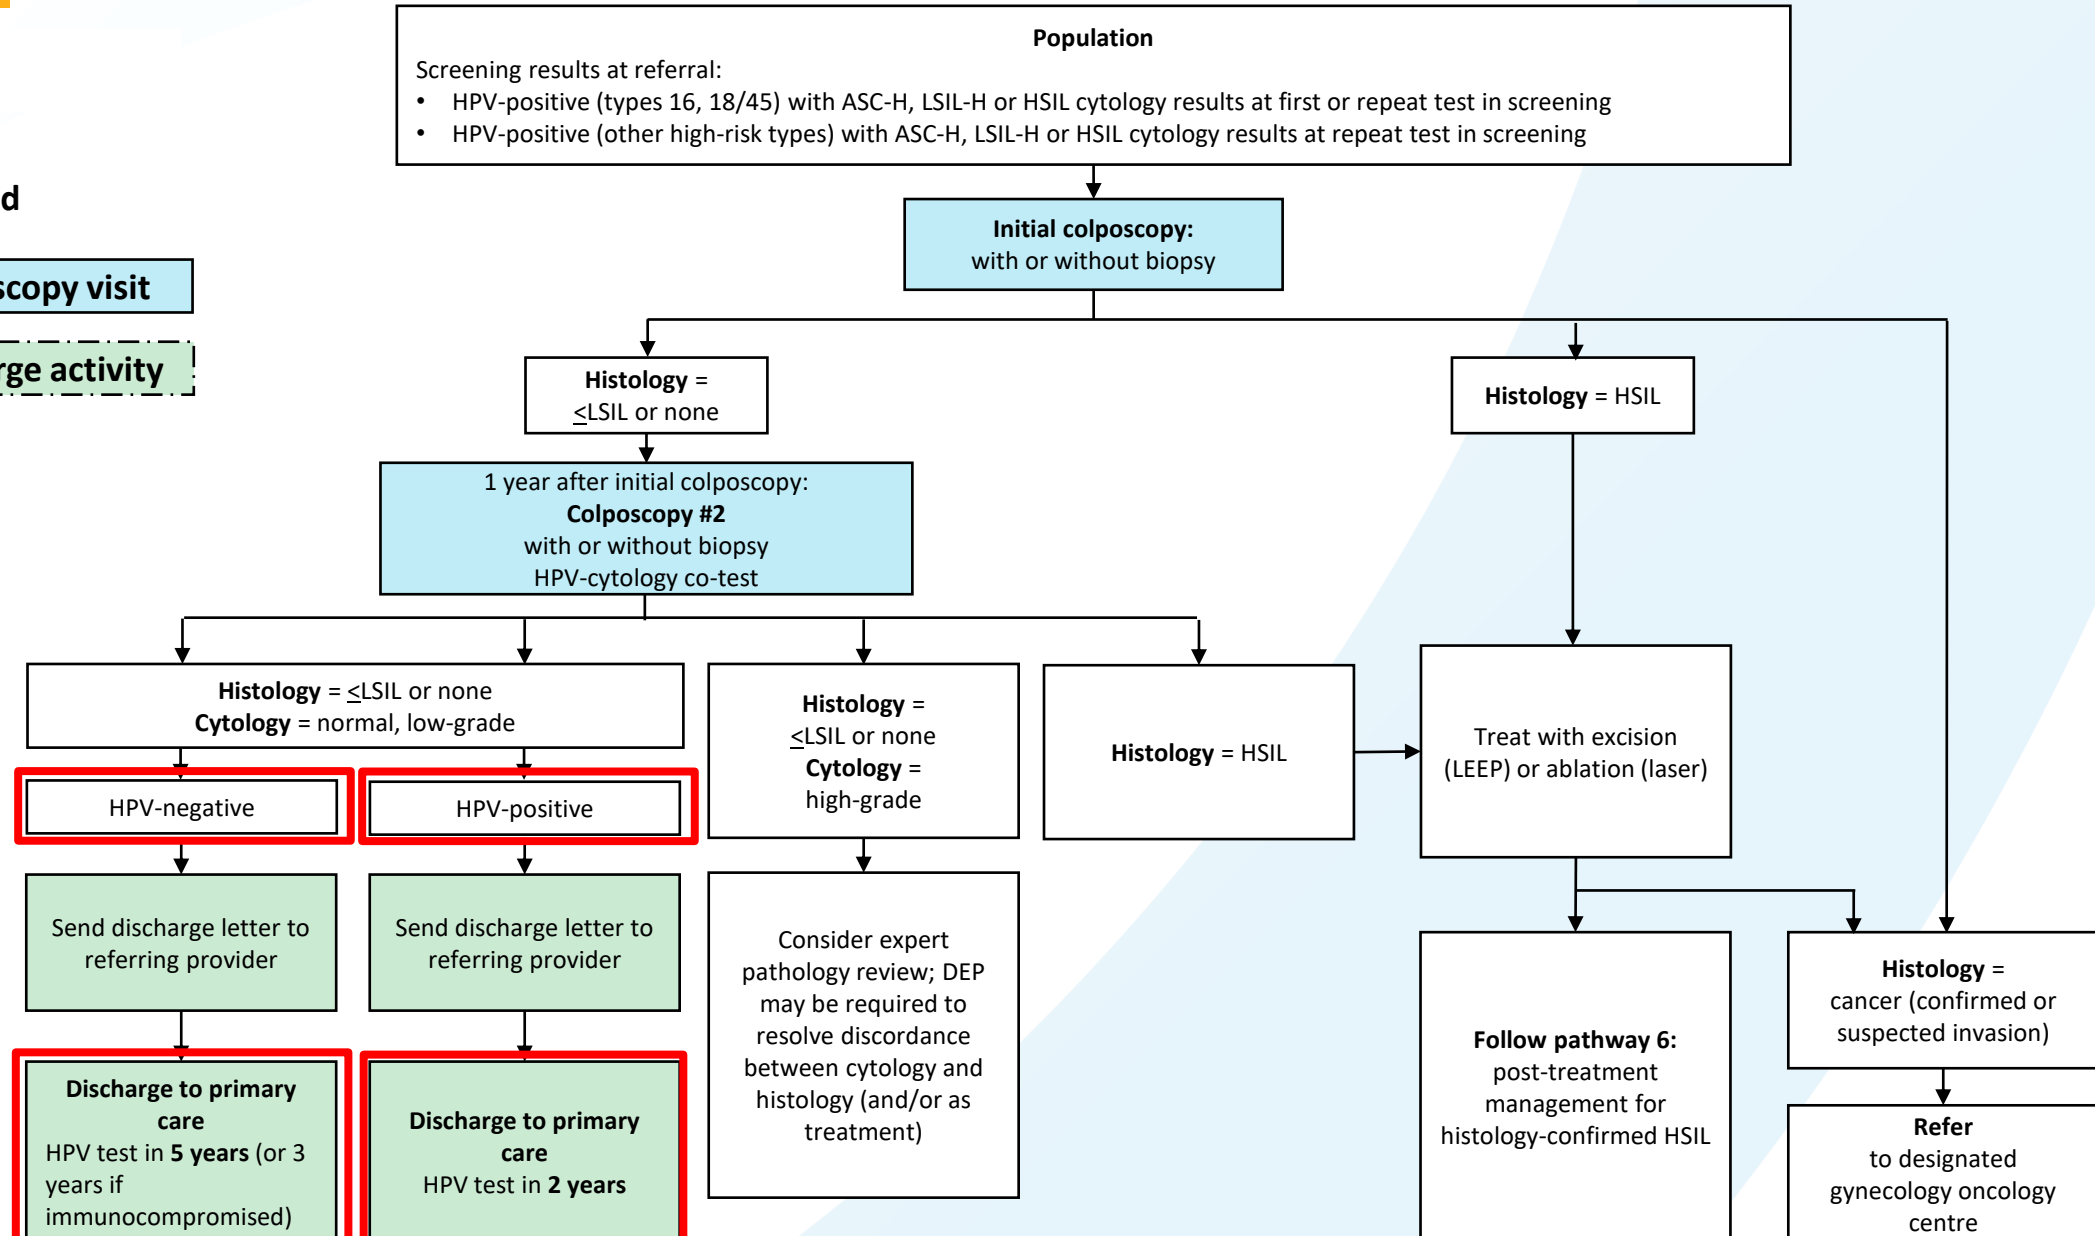 Population
Screening results at referral:
• HPV-positive (types 16, 18/45) with ASC-H, LSIL-H or HSIL cytology results at first or repeat test in screening
• HPV-positive (other high-risk types) with ASC-H, LSIL-H or HSIL cytology results at repeat test in screening
d
scopy visit
rge activity
Initial colposcopy:
with or without biopsy
Histology =
<LSIL or none
Histology = HSIL
1 year after initial colposcopy:
Colposcopy #2
with or without biopsy
HPV-cytology co-test
Histology = <LSIL or none
Cytology = normal, low-grade
Histology =
<LSIL or none
Cytology =
high-grade
Histology = HSIL
Treat with excision
(LEEP) or ablation (laser)
HPV-negative
HPV-positive
Send discharge letter to
referring provider
Send discharge letter to
referring provider
Consider expert
pathology review; DEP
may be required to
resolve discordance
between cytology and
histology (and/or as
treatment)
Discharge to primary
care
HPV test in 5 years (or 3
years if
immunocompromised)
Discharge to primary
care
HPV test in 2 years
Follow pathway 6:
post-treatment
management for
histology-confirmed HSIL
Histology =
cancer (confirmed or
suspected invasion)
Refer
to designated
gynecology oncology
centre